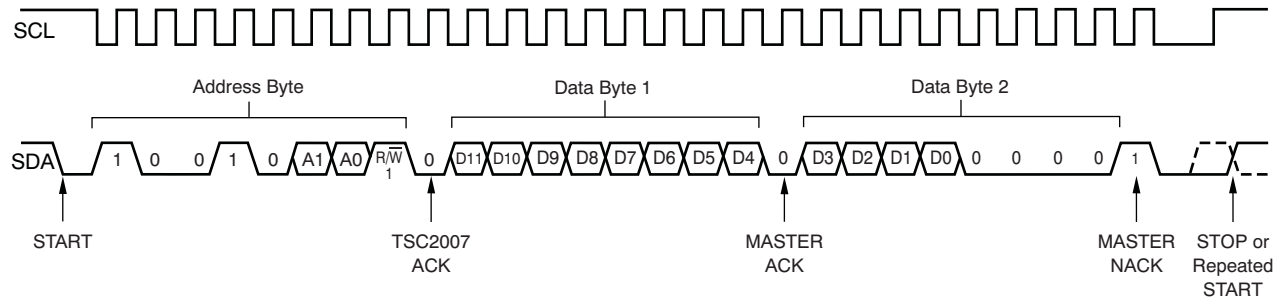 SCL
Address Byte
Data Byte 1
Data Byte 2
SDA
1 0 0 1 0 A1 A0 R/W̅ 1 0 D11 D10 D9 D8 D7 D6 D5 D4 0 D3 D2 D1 D0 0 0 0 0 1
START
TSC2007
ACK
MASTER
ACK
MASTER
NACK
STOP or
Repeated
START